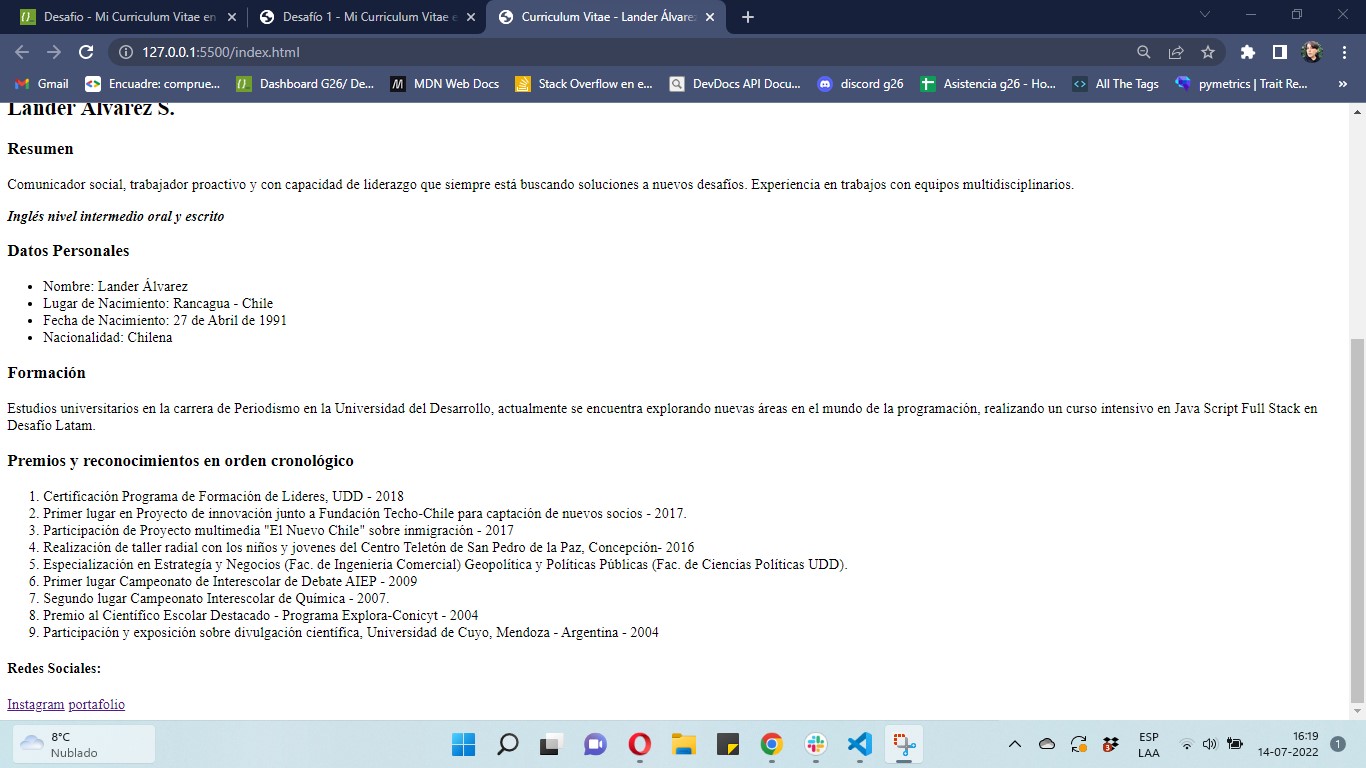 Desafio - Mi Curriculum Vitae en
Desafío 1 - Mi Curriculum Vitae e
Curriculum Vitae - Lander Álvarez
127.0.0.1:5500/index.html
Gmail
Encuadre: comprue...
Dashboard G26/ De...
MDN Web Docs
Stack Overflow en e...
DevDocs API Docu...
discord g26
Asistencia g26 - Ho...
All The Tags
pymetrics | Trait Re...
»
Lander Álvarez S.
Resumen
Comunicador social, trabajador proactivo y con capacidad de liderazgo que siempre está buscando soluciones a nuevos desafíos. Experiencia en trabajos con equipos multidisciplinarios.
Inglés nivel intermedio oral y escrito
Datos Personales
• Nombre: Lander Álvarez
• Lugar de Nacimiento: Rancagua - Chile
• Fecha de Nacimiento: 27 de Abril de 1991
• Nacionalidad: Chilena
Formación
Estudios universitarios en la carrera de Periodismo en la Universidad del Desarrollo, actualmente se encuentra explorando nuevas áreas en el mundo de la programación, realizando un curso intensivo en Java Script Full Stack en
Desafío Latam.
Premios y reconocimientos en orden cronológico
1. Certificación Programa de Formación de Líderes, UDD - 2018
2. Primer lugar en Proyecto de innovación junto a Fundación Techo-Chile para captación de nuevos socios - 2017.
3. Participación de Proyecto multimedia "El Nuevo Chile" sobre inmigración - 2017
4. Realización de taller radial con los niños y jovenes del Centro Teletón de San Pedro de la Paz, Concepción- 2016
5. Especialización en Estrategia y Negocios (Fac. de Ingenieria Comercial) Geopolítica y Políticas Públicas (Fac. de Ciencias Políticas UDD).
6. Primer lugar Campeonato de Interescolar de Debate AIEP - 2009
7. Segundo lugar Campeonato Interescolar de Química - 2007.
8. Premio al Científico Escolar Destacado - Programa Explora-Conicyt - 2004
9. Participación y exposición sobre divulgación científica, Universidad de Cuyo, Mendoza - Argentina - 2004
Redes Sociales:
Instagram portafolio
8°C
Nublado
ESP
LAA
16:19
14-07-2022
1